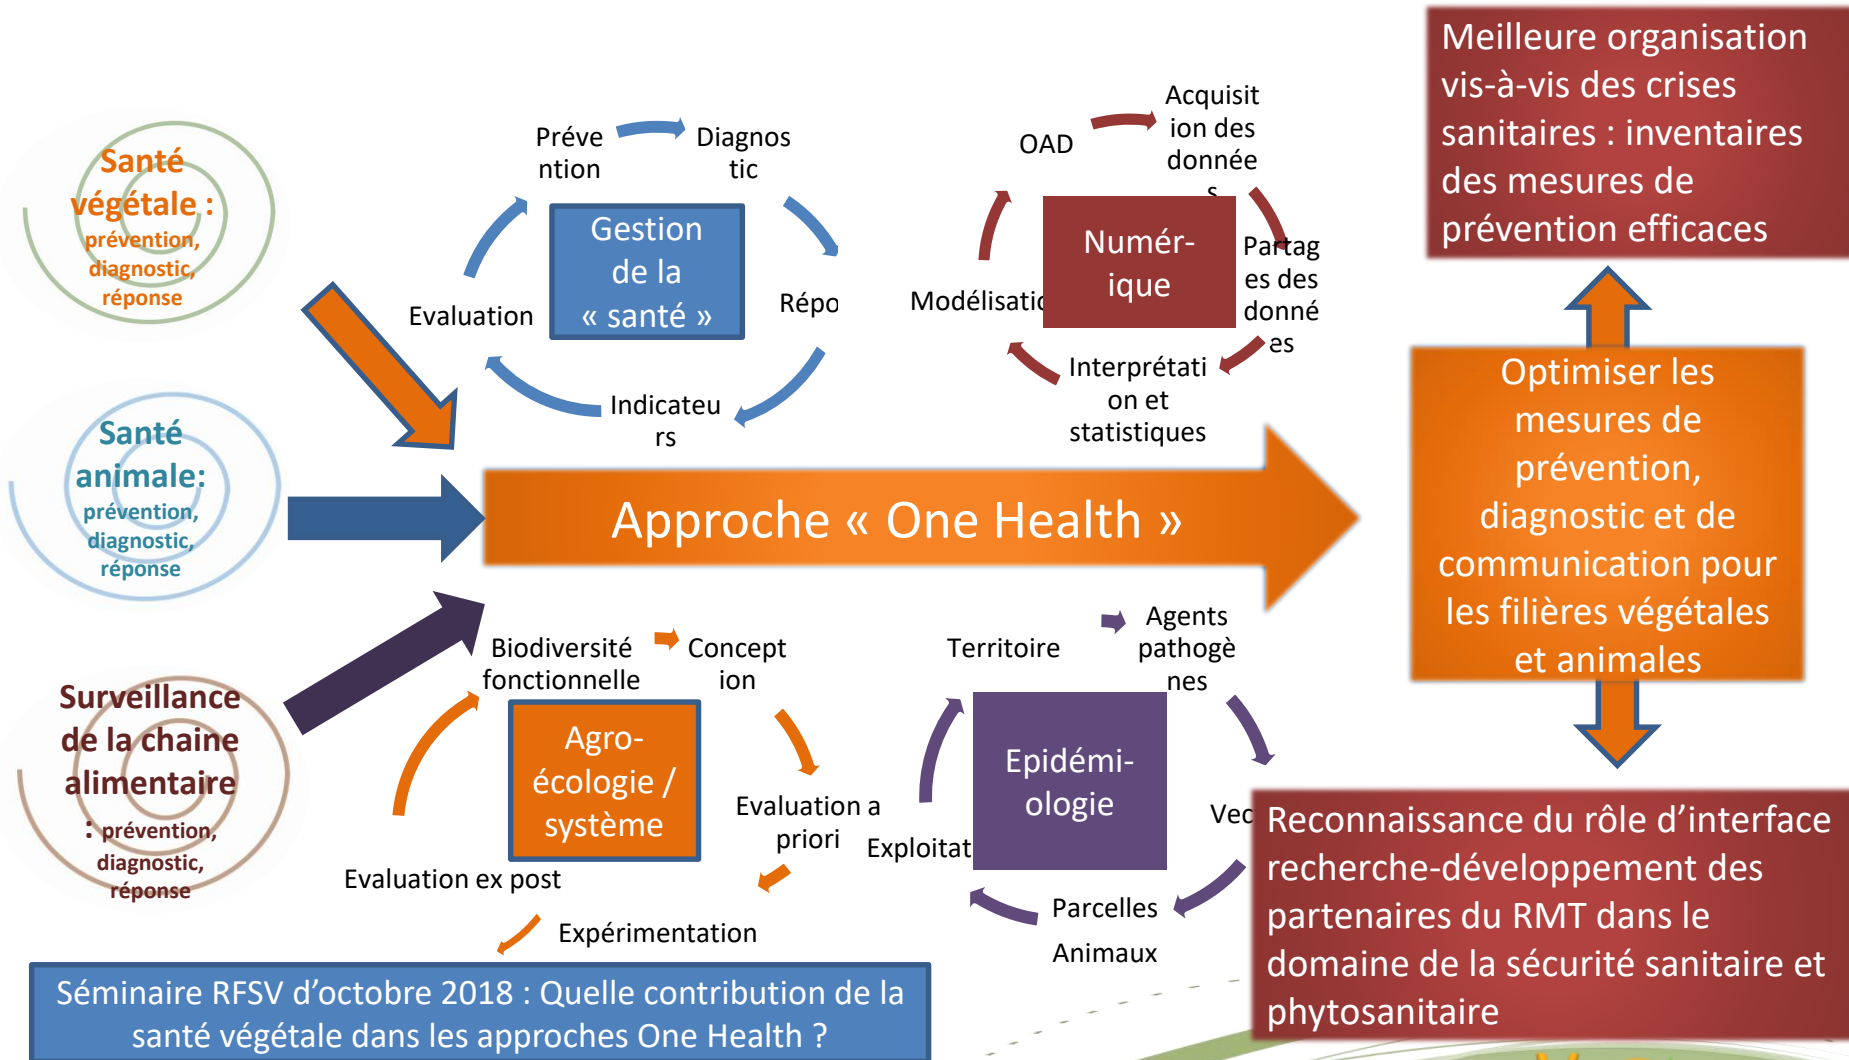 Santé
végétale :
prévention,
diagnostic,
réponse
Santé
animale:
prévention,
diagnostic,
réponse
Surveillance
de la chaine
alimentaire
: prévention,
diagnostic,
réponse
Préve
ntion
Diagnos
tic
Répo
Indicateu
rs
Evaluation
Gestion
de la
« santé »
OAD
Acquisit
ion des
donnée
s
Partag
es des
donné
es
Interprétati
on et
statistiques
Modélisatio
Numér-
ique
Approche « One Health »
Biodiversité
fonctionnelle
Concept
ion
Evaluation a
priori
Expérimentation
Evaluation ex post
Agro-
écologie /
système
Territoire
Agents
pathogè
nes
Vec
Parcelles
Animaux
Exploitat
Epidémi-
ologie
Meilleure organisation
vis-à-vis des crises
sanitaires : inventaires
des mesures de
prévention efficaces
Optimiser les
mesures de
prévention,
diagnostic et de
communication pour
les filières végétales
et animales
Reconnaissance du rôle d’interface
recherche-développement des
partenaires du RMT dans le
domaine de la sécurité sanitaire et
phytosanitaire
Séminaire RFSV d’octobre 2018 : Quelle contribution de la
santé végétale dans les approches One Health ?